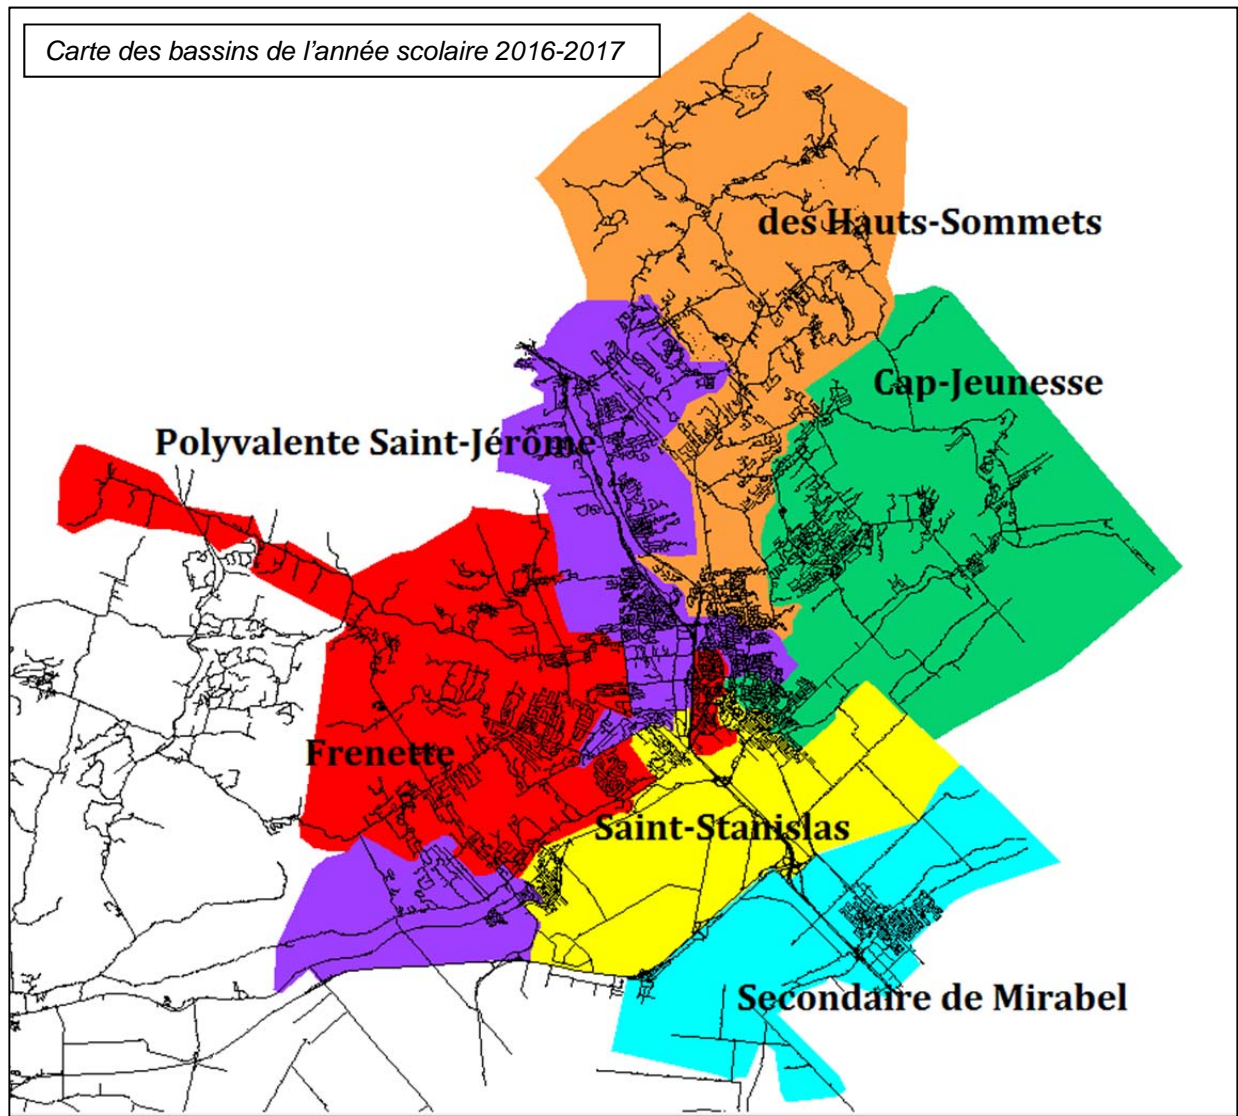 Carte des bassins de l’année scolaire 2016-2017
des Hauts-Sommets
Cap-Jeunesse
Polyvalente Saint-Jérôme
Frenette
Saint-Stanislas
Secondaire de Mirabel